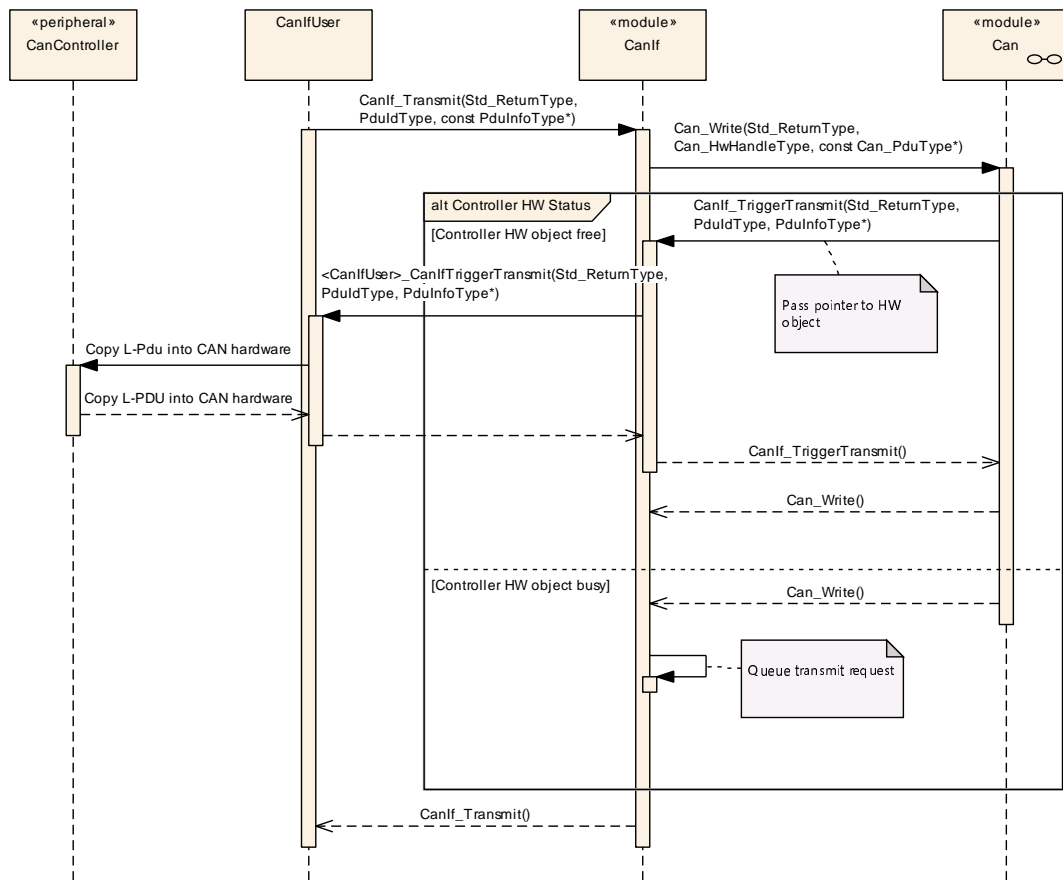 «peripheral»
CanController
CanIfUser
«module»
CanIf
«module»
Can
CanIf_Transmit(Std_ReturnType,
PduIdType, const PduInfoType*)
Can_Write(Std_ReturnType,
Can_HwHandleType, const Can_PduType*)
alt Controller HW Status
[Controller HW object free]
CanIf_TriggerTransmit(Std_ReturnType,
PduIdType, PduInfoType*)
<CanIfUser>_CanIfTriggerTransmit(Std_ReturnType,
PduIdType, PduInfoType*)
Pass pointer to HW
object
Copy L-Pdu into CAN hardware
Copy L-PDU into CAN hardware
CanIf_TriggerTransmit()
Can_Write()
[Controller HW object busy]
Can_Write()
Queue transmit request
CanIf_Transmit()